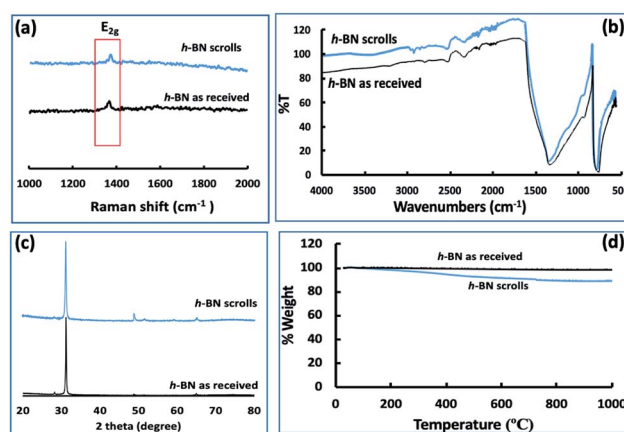 (a)
E2g
h-BN scrolls
h-BN as received
1000 1200 1400 1600 1800 2000
Raman shift (cm-1)
(b)
h-BN scrolls
h-BN as received
%T
120
100
80
60
40
20
0
4000 3500 3000 2500 2000 1500 1000 500
Wavenumbers (cm-1)
(c)
h-BN scrolls
h-BN as received
20 30 40 50 60 70 80
2 theta (degree)
(d)
h-BN as received
h-BN scrolls
% Weight
120
100
80
60
40
20
0
0 200 400 600 800 1000
Temperature (°C)